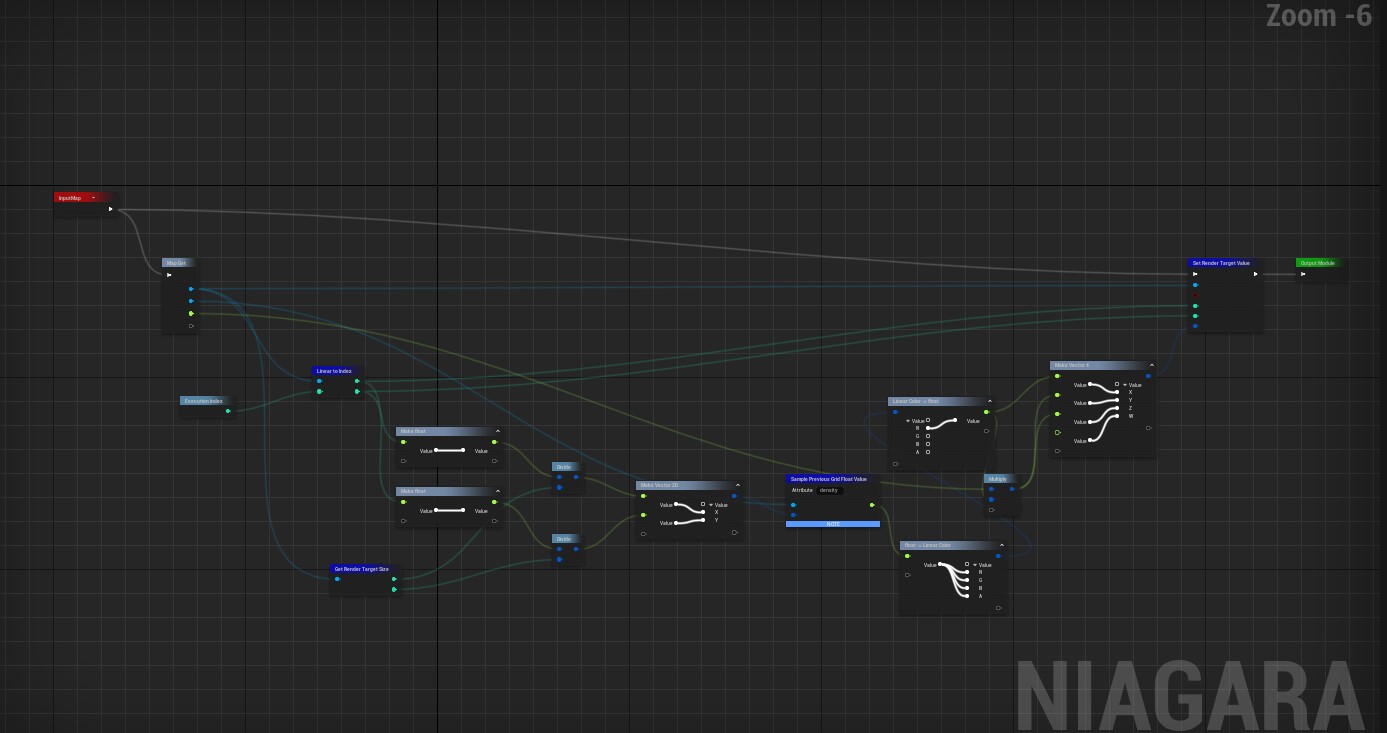 Zoom -6
InputMap
Map Get
Set Render Target Value
Output Module
Linear to Index
Execution Index
Make float
Value
Value
Make float
Value
Value
Get Render Target Size
Divide
Divide
Make Vector 2D
Value
Value
Value
X
Y
Sample Previous Grid Float Value
Attribute density
NOTE
Linear Color -> float
Value
R
G
B
A
Value
Multiply
float -> Linear Color
Value
Value
R
G
B
A
Make Vector 4
Value
Value
Value
Value
Value
X
Y
Z
W
NIAGARA